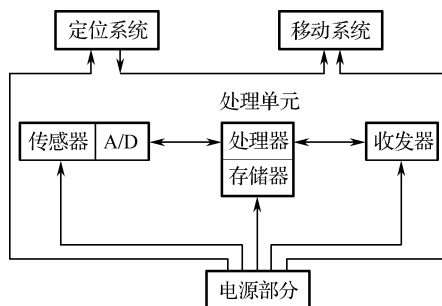 定位系统
移动系统
处理单元
传感器 A/D
处理器
收发器
存储器
电源部分